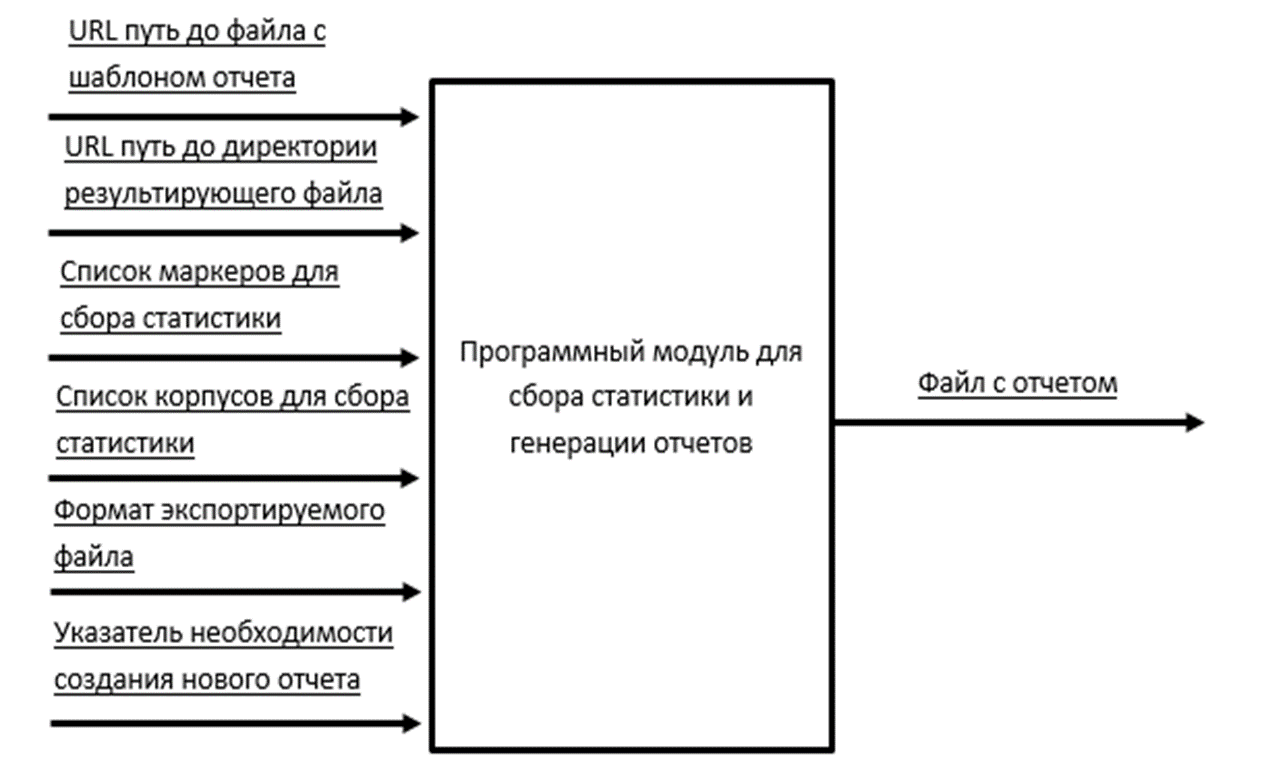 URL путь до файла с
шаблоном отчета
URL путь до директории
результирующего файла
Список маркеров для
сбора статистики
Список корпусов для сбора
статистики
Формат экспортируемого
файла
Указатель необходимости
создания нового отчета
Программный модуль для
сбора статистики и
генерации отчетов
Файл с отчетом